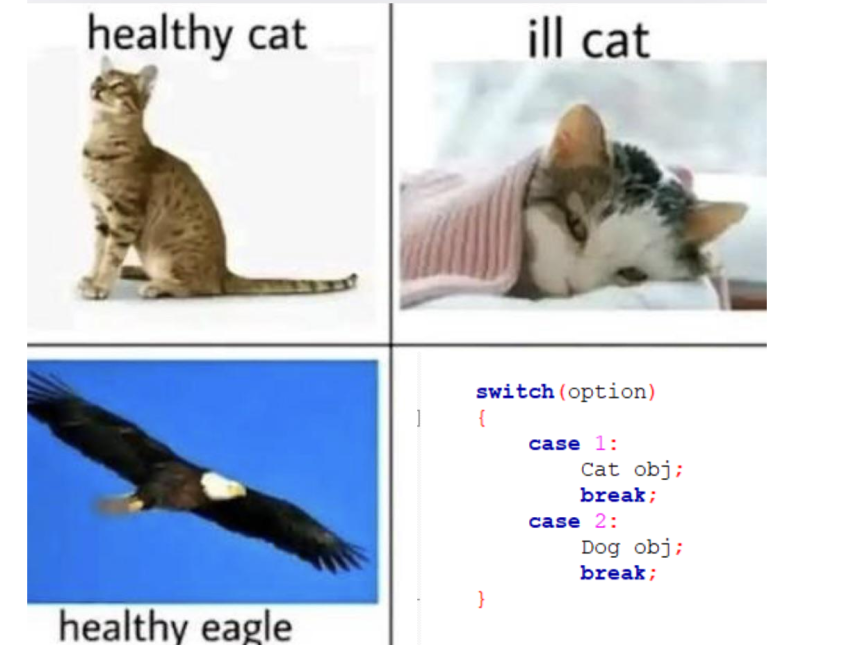 healthy cat
ill cat
healthy eagle
switch(option)
{
case 1:
Cat obj;
break;
case 2:
Dog obj;
break;
}